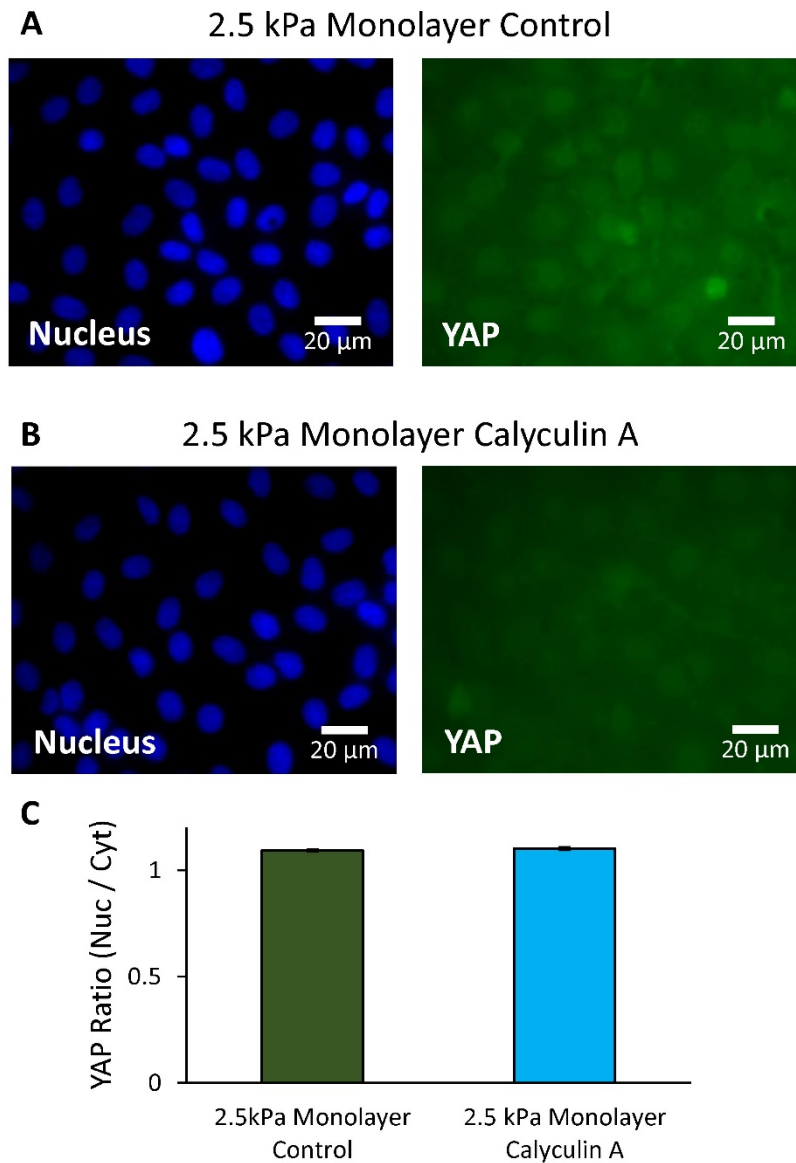 A 2.5 kPa Monolayer Control
Nucleus 20 µm
YAP 20 µm
B 2.5 kPa Monolayer Calyculin A
Nucleus 20 µm
YAP 20 µm
C
YAP Ratio (Nuc / Cyt)
1
0.5
0
2.5kPa Monolayer
Control
2.5 kPa Monolayer
Calyculin A